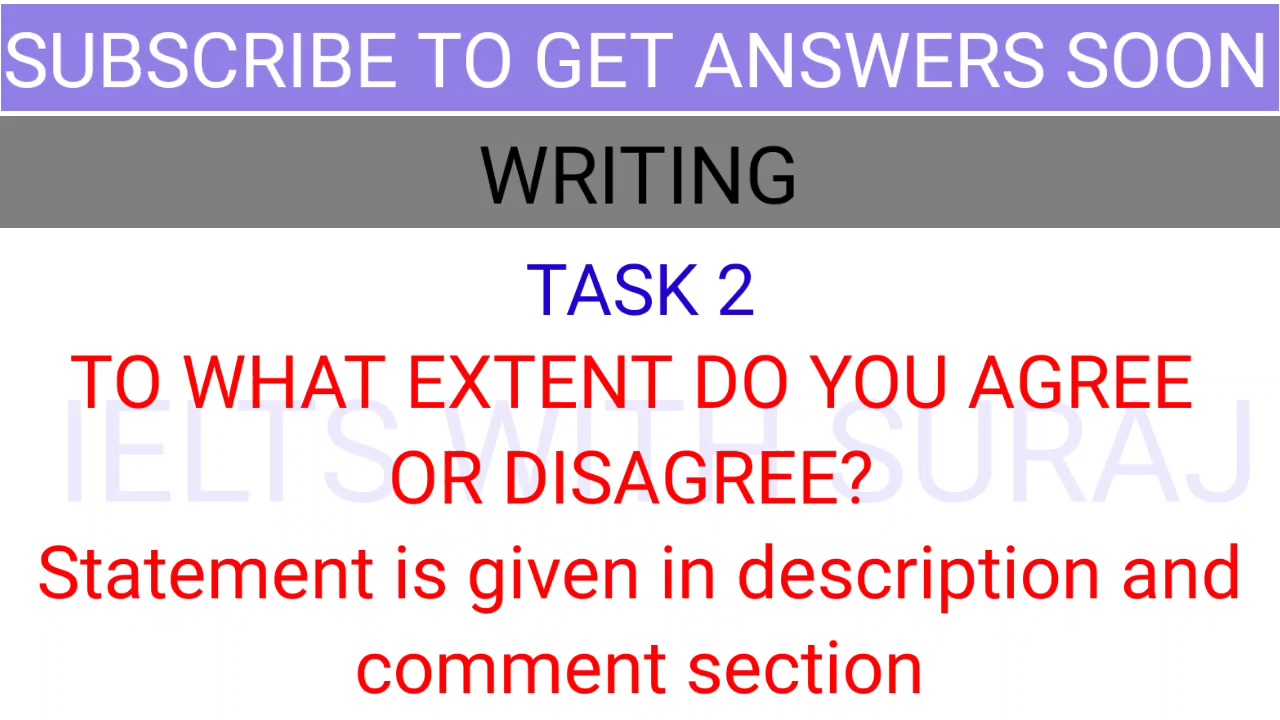 SUBSCRIBE TO GET ANSWERS SOON
WRITING
TASK 2
TO WHAT EXTENT DO YOU AGREE
IELTS WITH SURAJ
OR DISAGREE?
Statement is given in description and
comment section